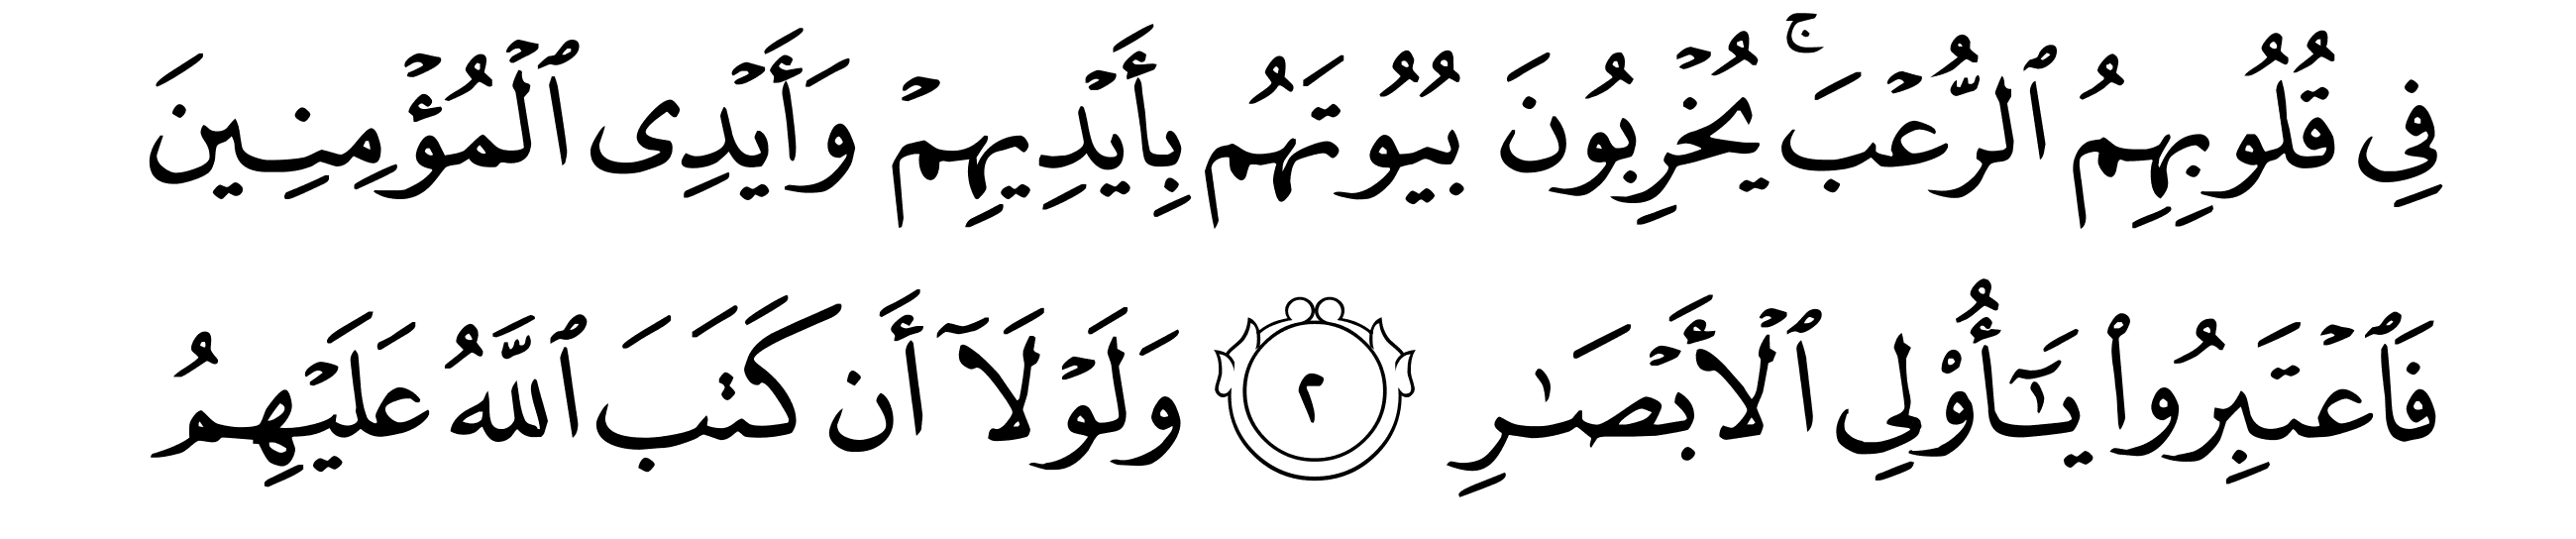 فِى قُلُوبِهِمُ ٱلرُّعْبَ ۚ يُخْرِبُونَ بُيُوتَهُم بِأَيْدِيهِمْ وَأَيْدِى ٱلْمُؤْمِنِينَ
فَٱعْتَبِرُوا۟ يَـٰٓأُو۟لِى ٱلْأَبْصَـٰرِ ٢ وَلَوْلَآ أَن كَتَبَ ٱللَّهُ عَلَيْهِمُ